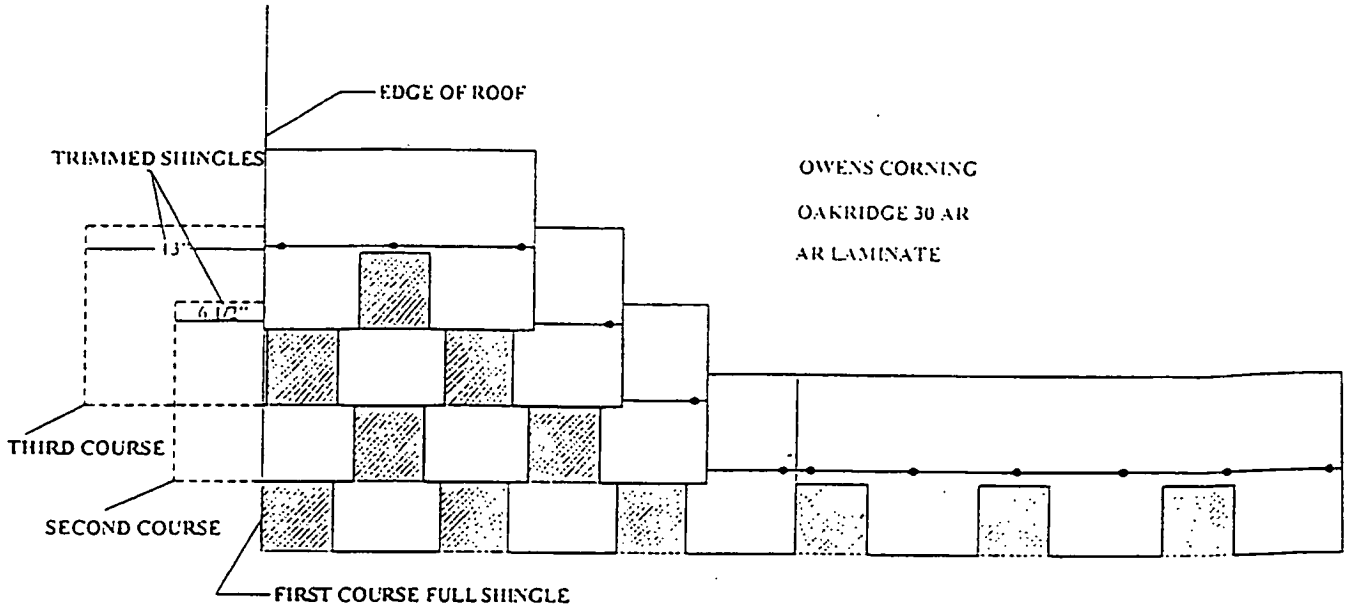 EDGE OF ROOF
TRIMMED SHINGLES
OWENS CORNING
OAKRIDGE 30 AR
AR LAMINATE
13"
6 1/2"
THIRD COURSE
SECOND COURSE
FIRST COURSE FULL SHINGLE